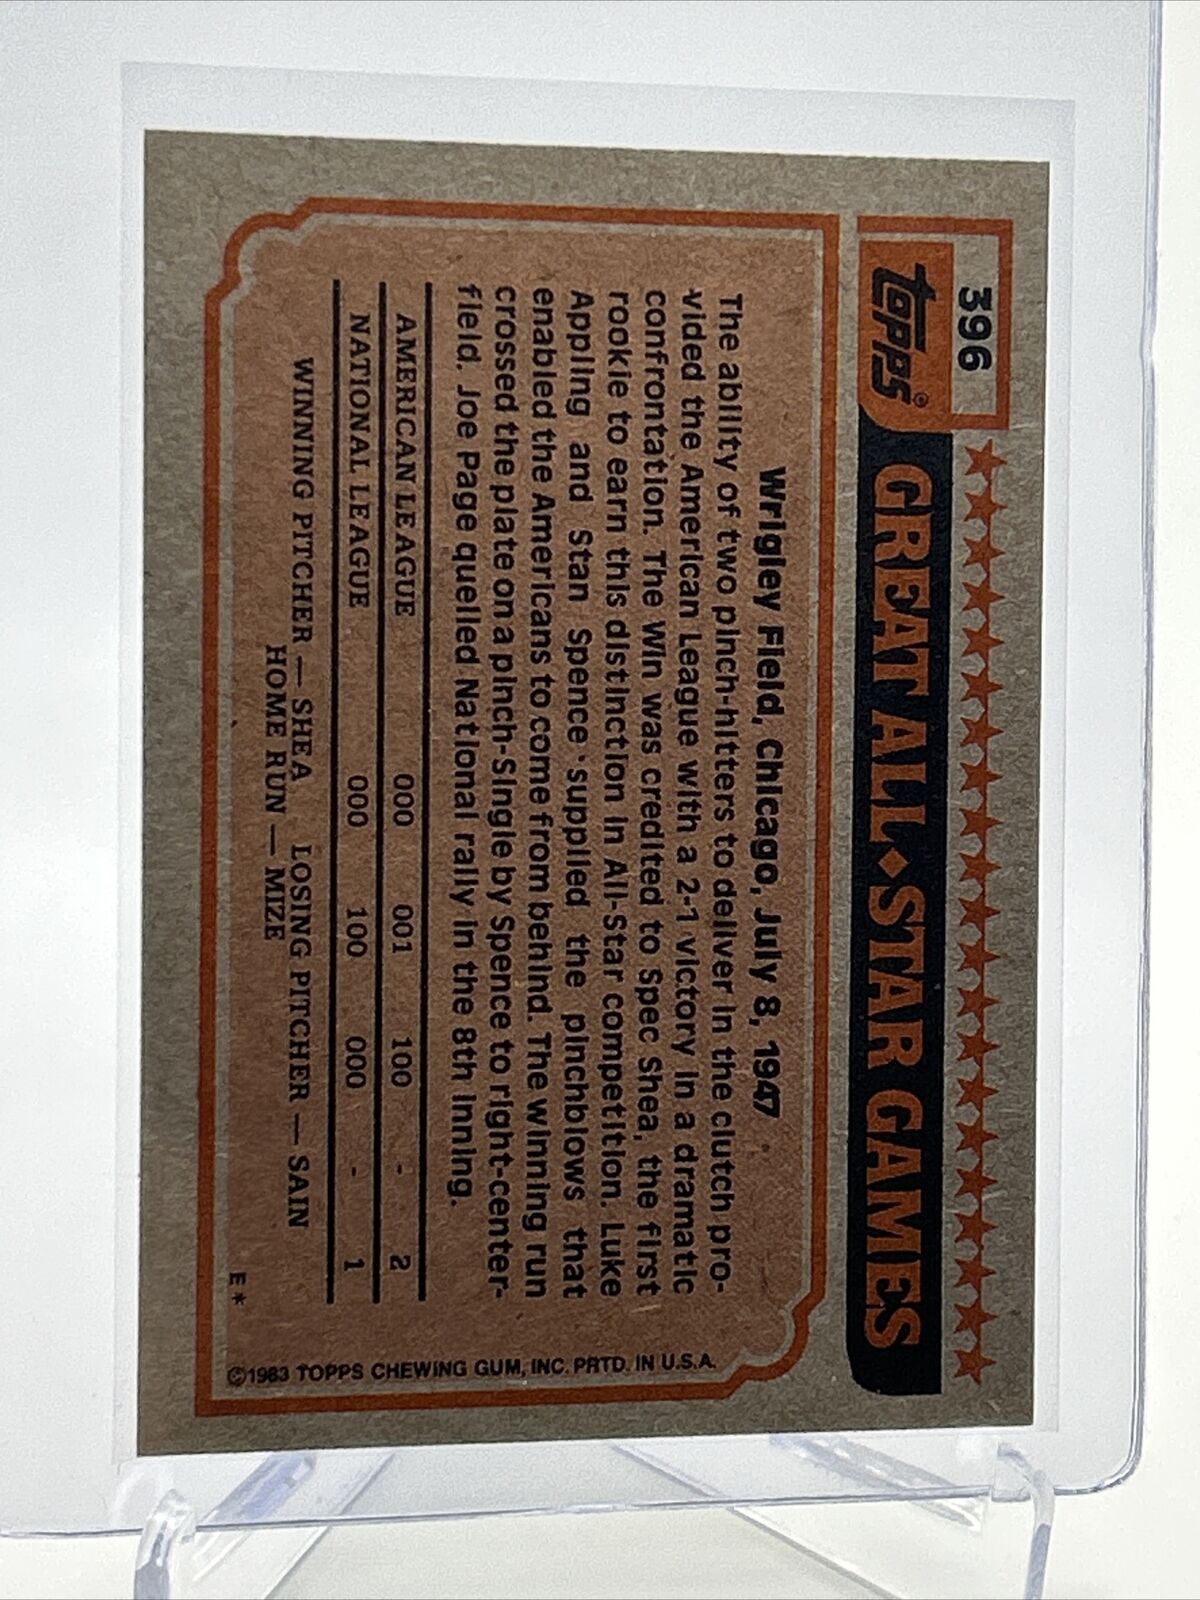 396
topps®
GREAT ALL◆STAR GAMES
Wrigley Field, Chicago, July 8, 1947
The ability of two pinch-hitters to deliver in the clutch pro-
vided the American League with a 2-1 victory in a dramatic
confrontation. The Win was credited to Spec Shea, the first
rookie to earn this distinction in All-Star competition. Luke
Appling and Stan Spence supplied the pinchblows that
enabled the Americans to come from behind. The winning run
crossed the plate on a pinch-Single by Spence to right-center-
field. Joe Page quelled National rally in the 8th inning.
AMERICAN LEAGUE 000 001 100 - 2
NATIONAL LEAGUE 000 100 000 - 1
WINNING PITCHER — SHEA LOSING PITCHER — SAIN
HOME RUN — MIZE
E*
©1983 TOPPS CHEWING GUM, INC. PRTD. IN U.S.A.